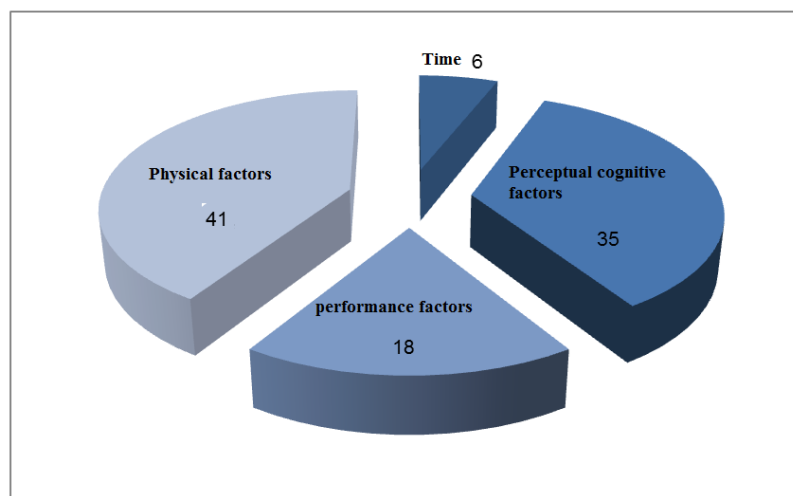 Time 6
Perceptual cognitive
factors
35
Physical factors
41
performance factors
18